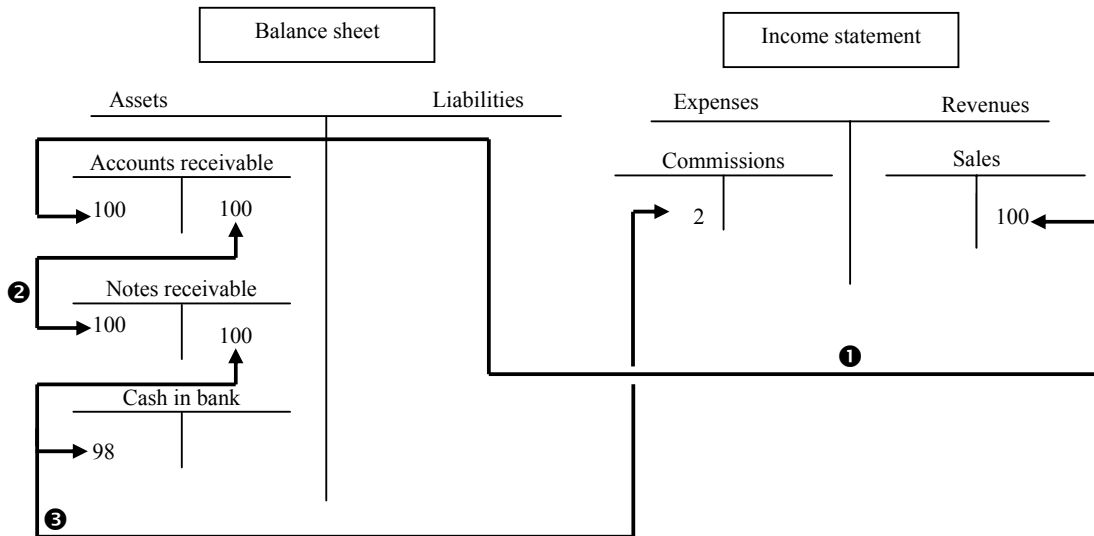 Balance sheet
Income statement
Assets Liabilities
Expenses Revenues
Accounts receivable
100 100
Commissions
2
Sales
100
❷
Notes receivable
100 100
❶
Cash in bank
98
❸